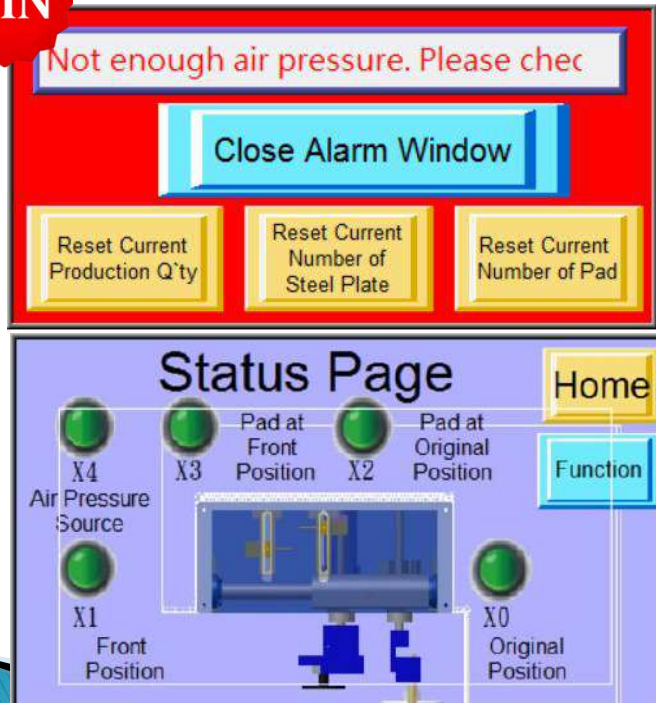 IN
Not enough air pressure. Please chec
Close Alarm Window
Reset Current
Production Q`ty
Reset Current
Number of
Steel Plate
Reset Current
Number of Pad
Status Page
Home
Function
X4
Air Pressure
Source
X3
Pad at
Front
Position
X2
Pad at
Original
Position
X1
Front
Position
X0
Original
Position